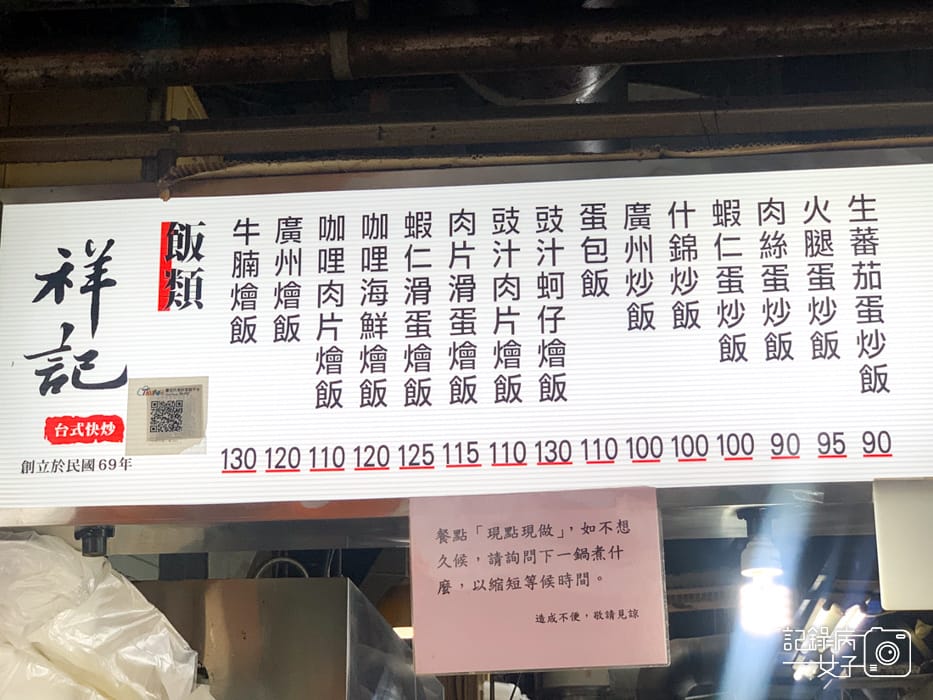 祥記
台式快炒
創立於民國69年
飯類
牛腩燴飯 130
廣州燴飯 120
咖哩肉片燴飯 110
咖哩海鮮燴飯 120
蝦仁滑蛋燴飯 125
肉片滑蛋燴飯 115
豉汁肉片燴飯 110
豉汁蚵仔燴飯 130
蛋包飯 110
廣州炒飯 100
什錦炒飯 100
蝦仁蛋炒飯 100
肉絲蛋炒飯 90
火腿蛋炒飯 95
生蕃茄蛋炒飯 90
餐點「現點現做」，如不想
久候，請詢問下一鍋煮什
麼，以縮短等候時間。
造成不便，敬請見諒
記錄病
一女子